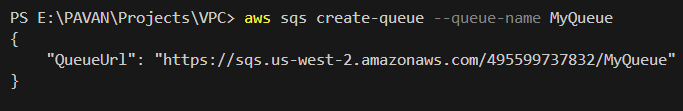 PS E:\PAVAN\Projects\VPC> aws sqs create-queue --queue-name MyQueue
{
    "QueueUrl": "https://sqs.us-west-2.amazonaws.com/495599737832/MyQueue"
}